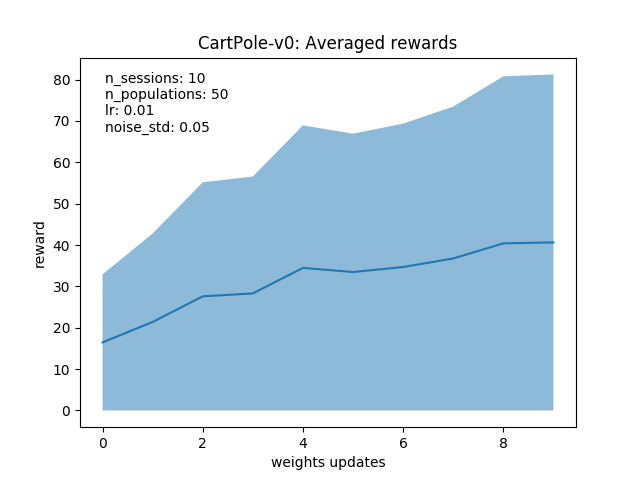 CartPole-v0: Averaged rewards
n_sessions: 10
n_populations: 50
lr: 0.01
noise_std: 0.05
80
70
60
50
40
30
20
10
0
reward
0 2 4 6 8
weights updates